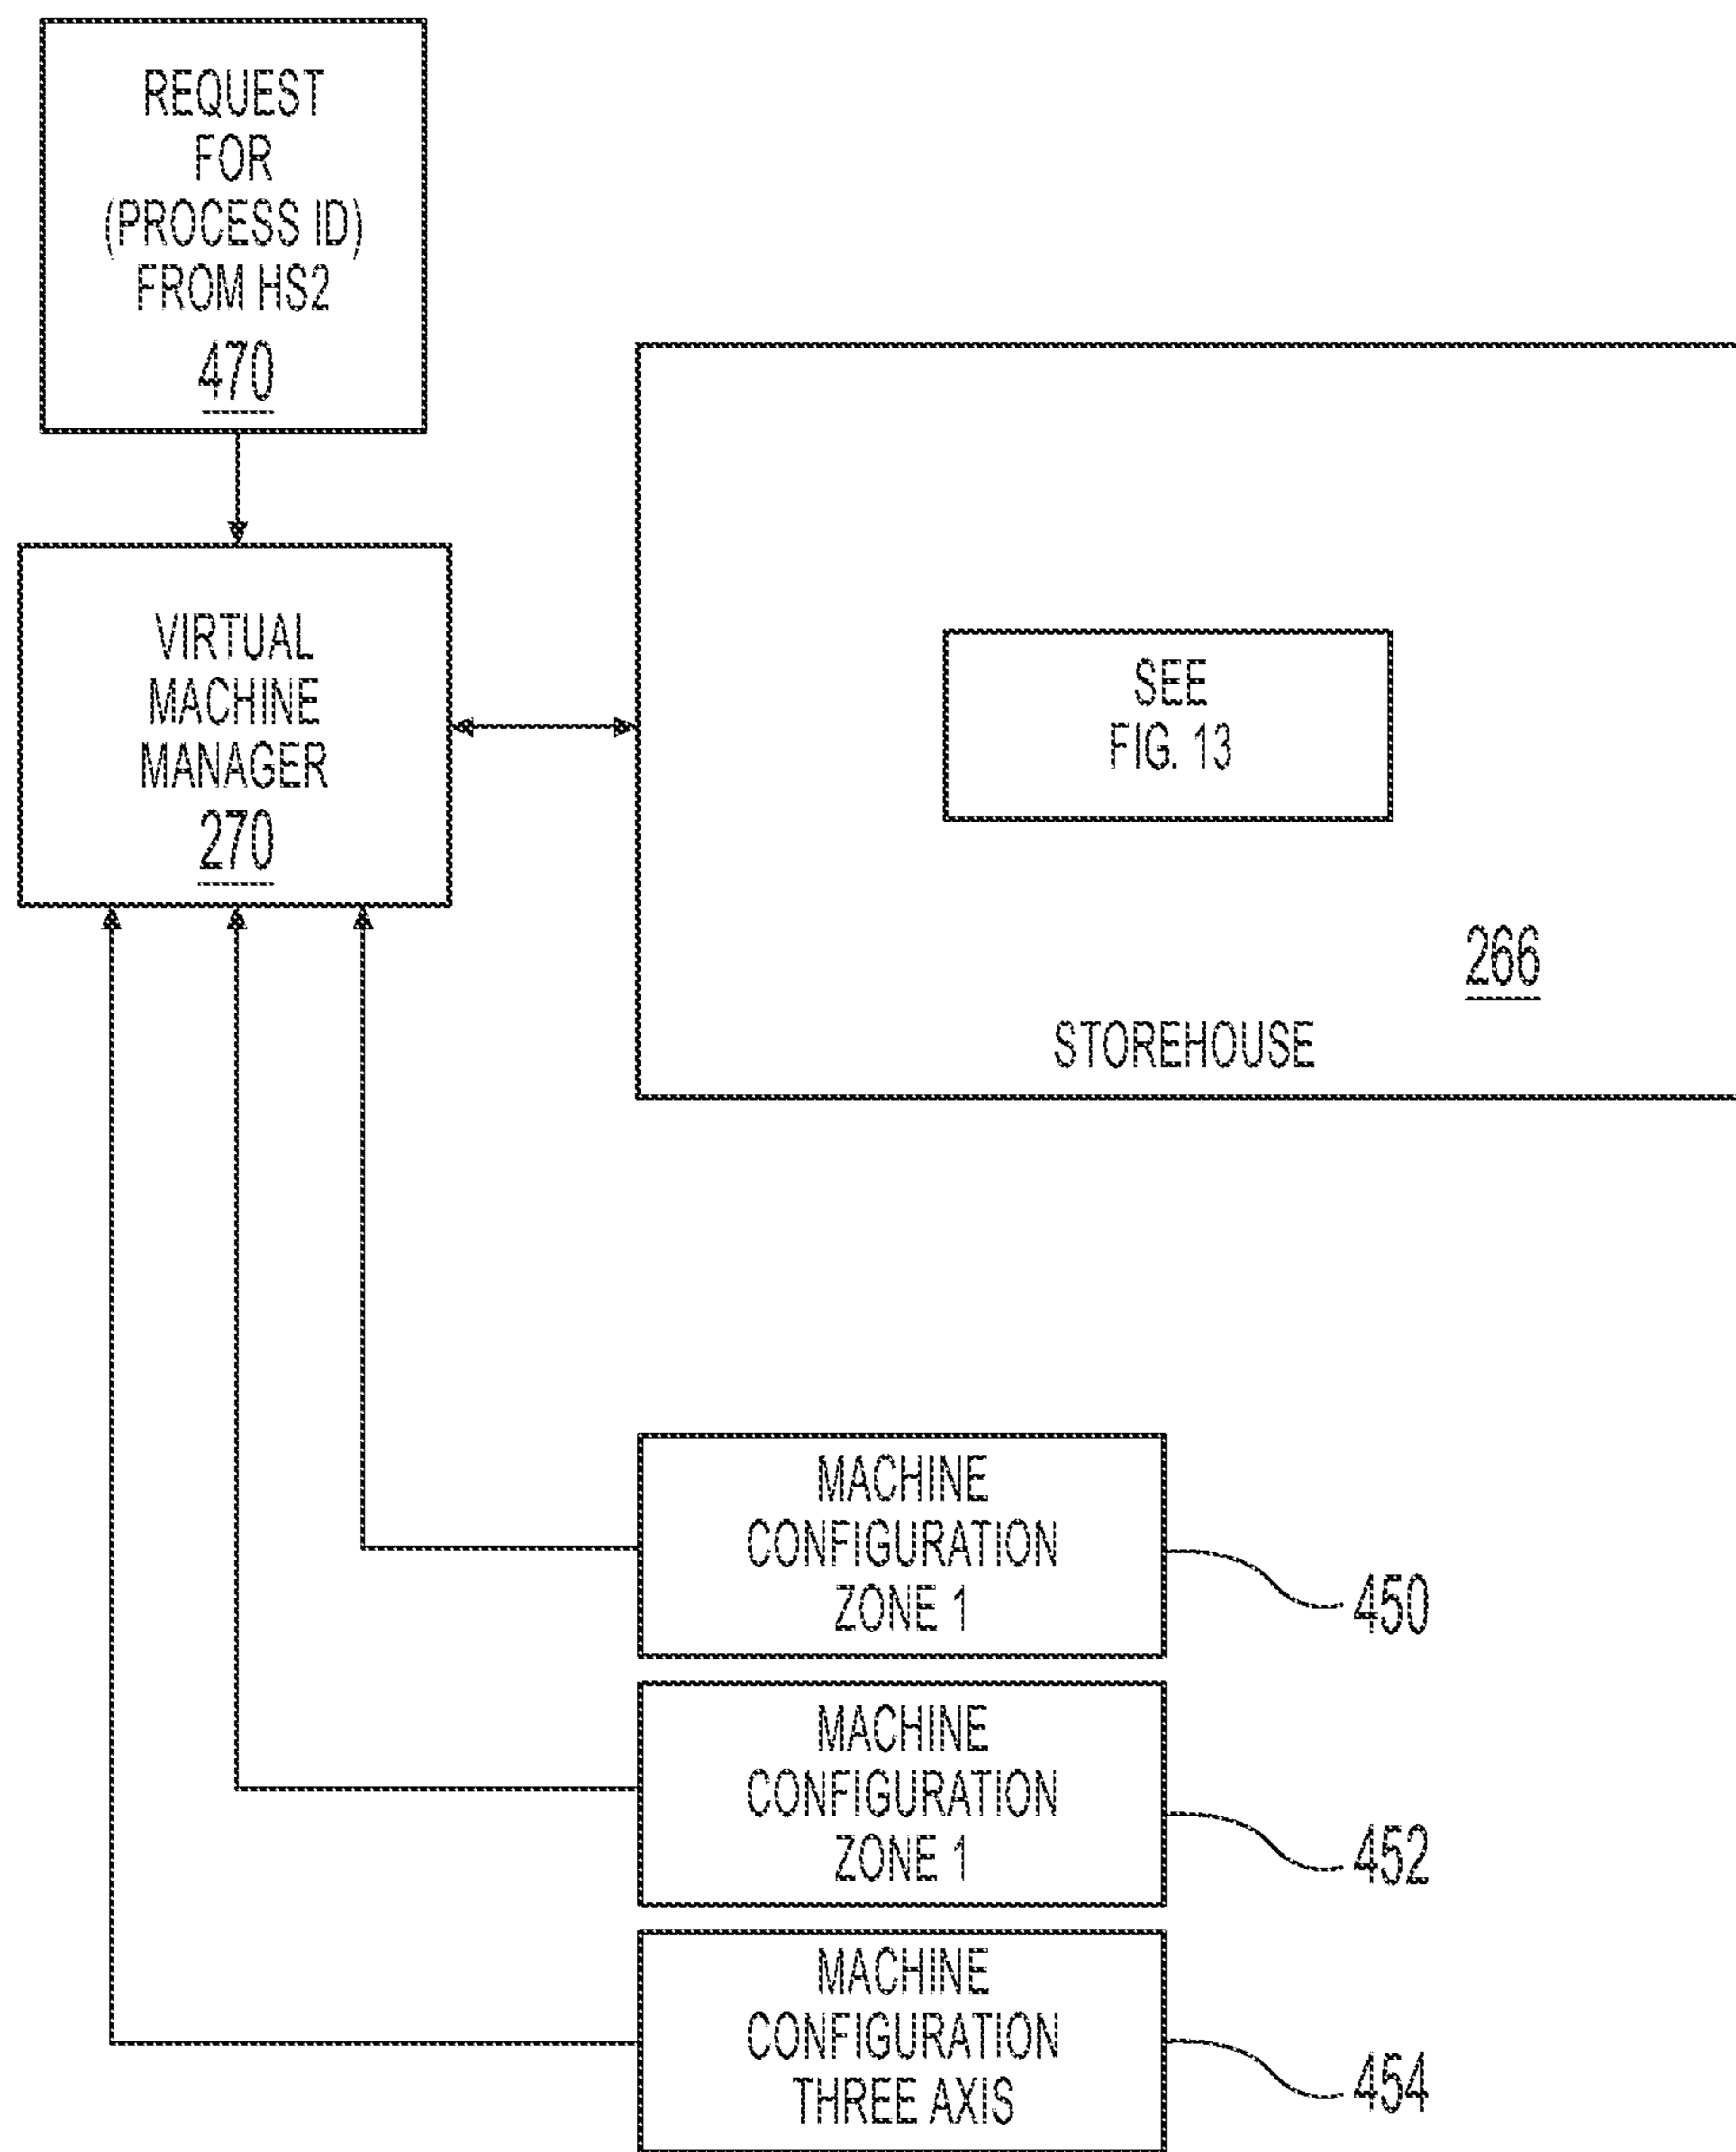 REQUEST
FOR
(PROCESS ID)
FROM HS2
470
VIRTUAL
MACHINE
MANAGER
270
SEE
FIG. 13
266
STOREHOUSE
MACHINE
CONFIGURATION
ZONE 1
450
MACHINE
CONFIGURATION
ZONE 1
452
MACHINE
CONFIGURATION
THREE AXIS
454